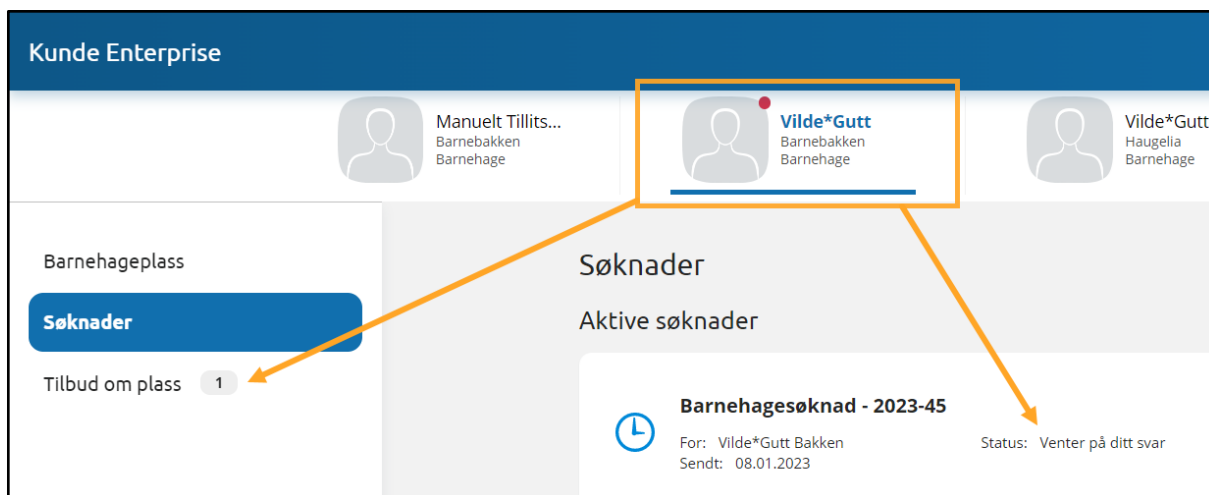 Kunde Enterprise
Manuelt Tillits...
Barnebakken
Barnehage
Vilde*Gutt
Barnebakken
Barnehage
Vilde*Gutt
Haugelia
Barnehage
Barnehageplass
Søknader
Tilbud om plass 1
Søknader
Aktive søknader
Barnehagesøknad - 2023-45
For: Vilde*Gutt Bakken Status: Venter på ditt svar
Sendt: 08.01.2023